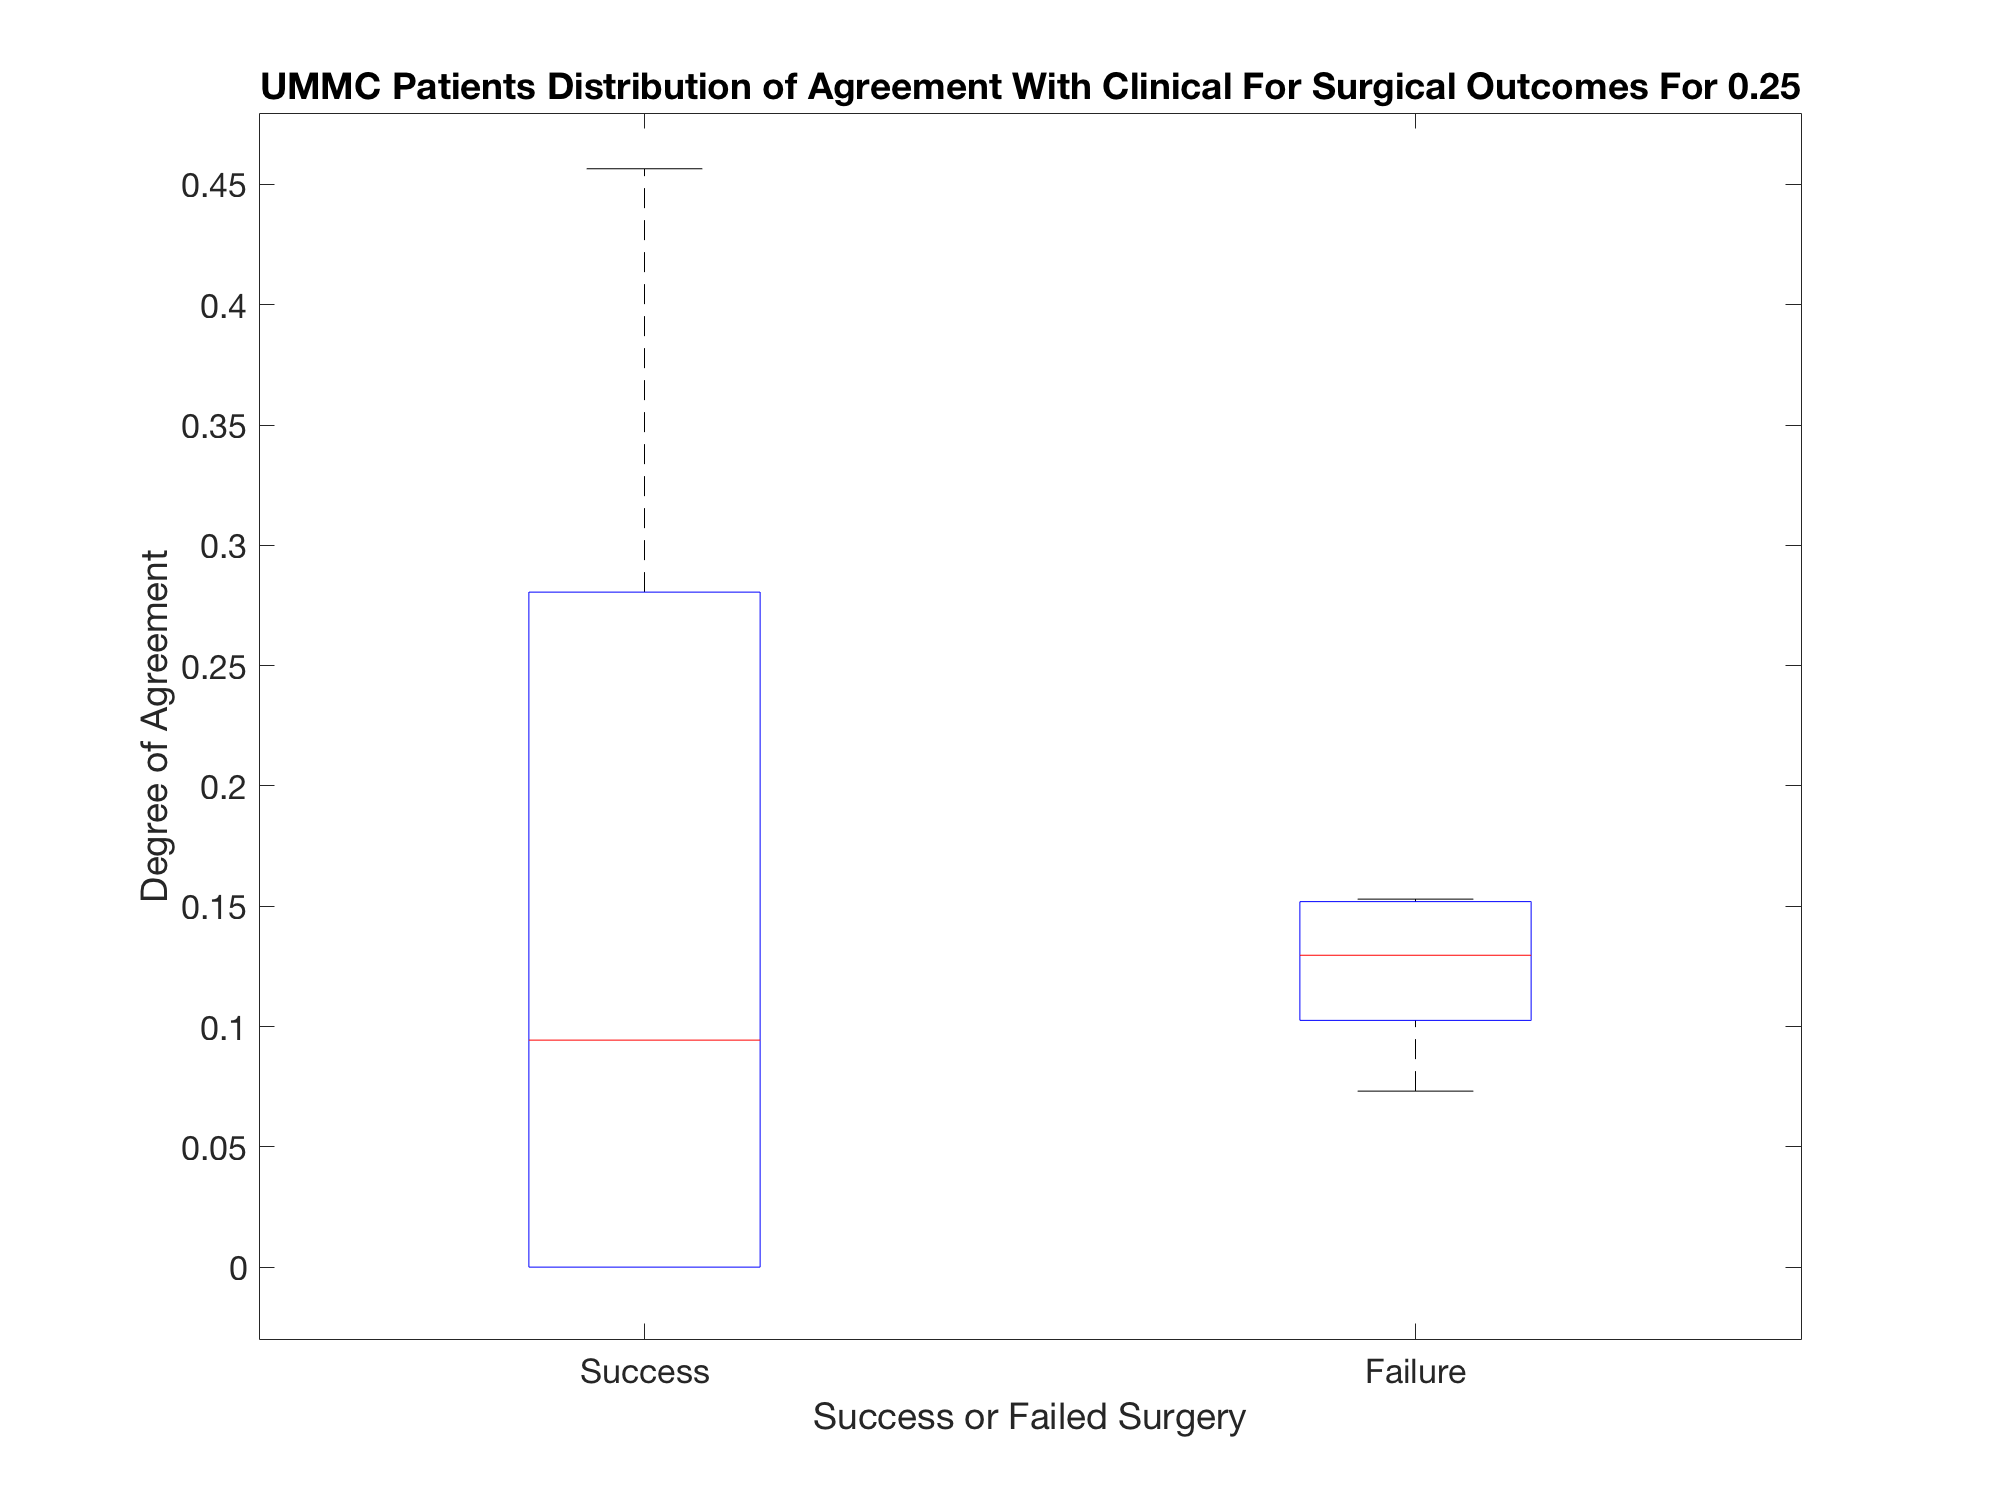 UMMC Patients Distribution of Agreement With Clinical For Surgical Outcomes For 0.25
0.45
0.4
0.35
0.3
0.25
0.2
0.15
0.1
0.05
0
Degree of Agreement
Success
Failure
Success or Failed Surgery